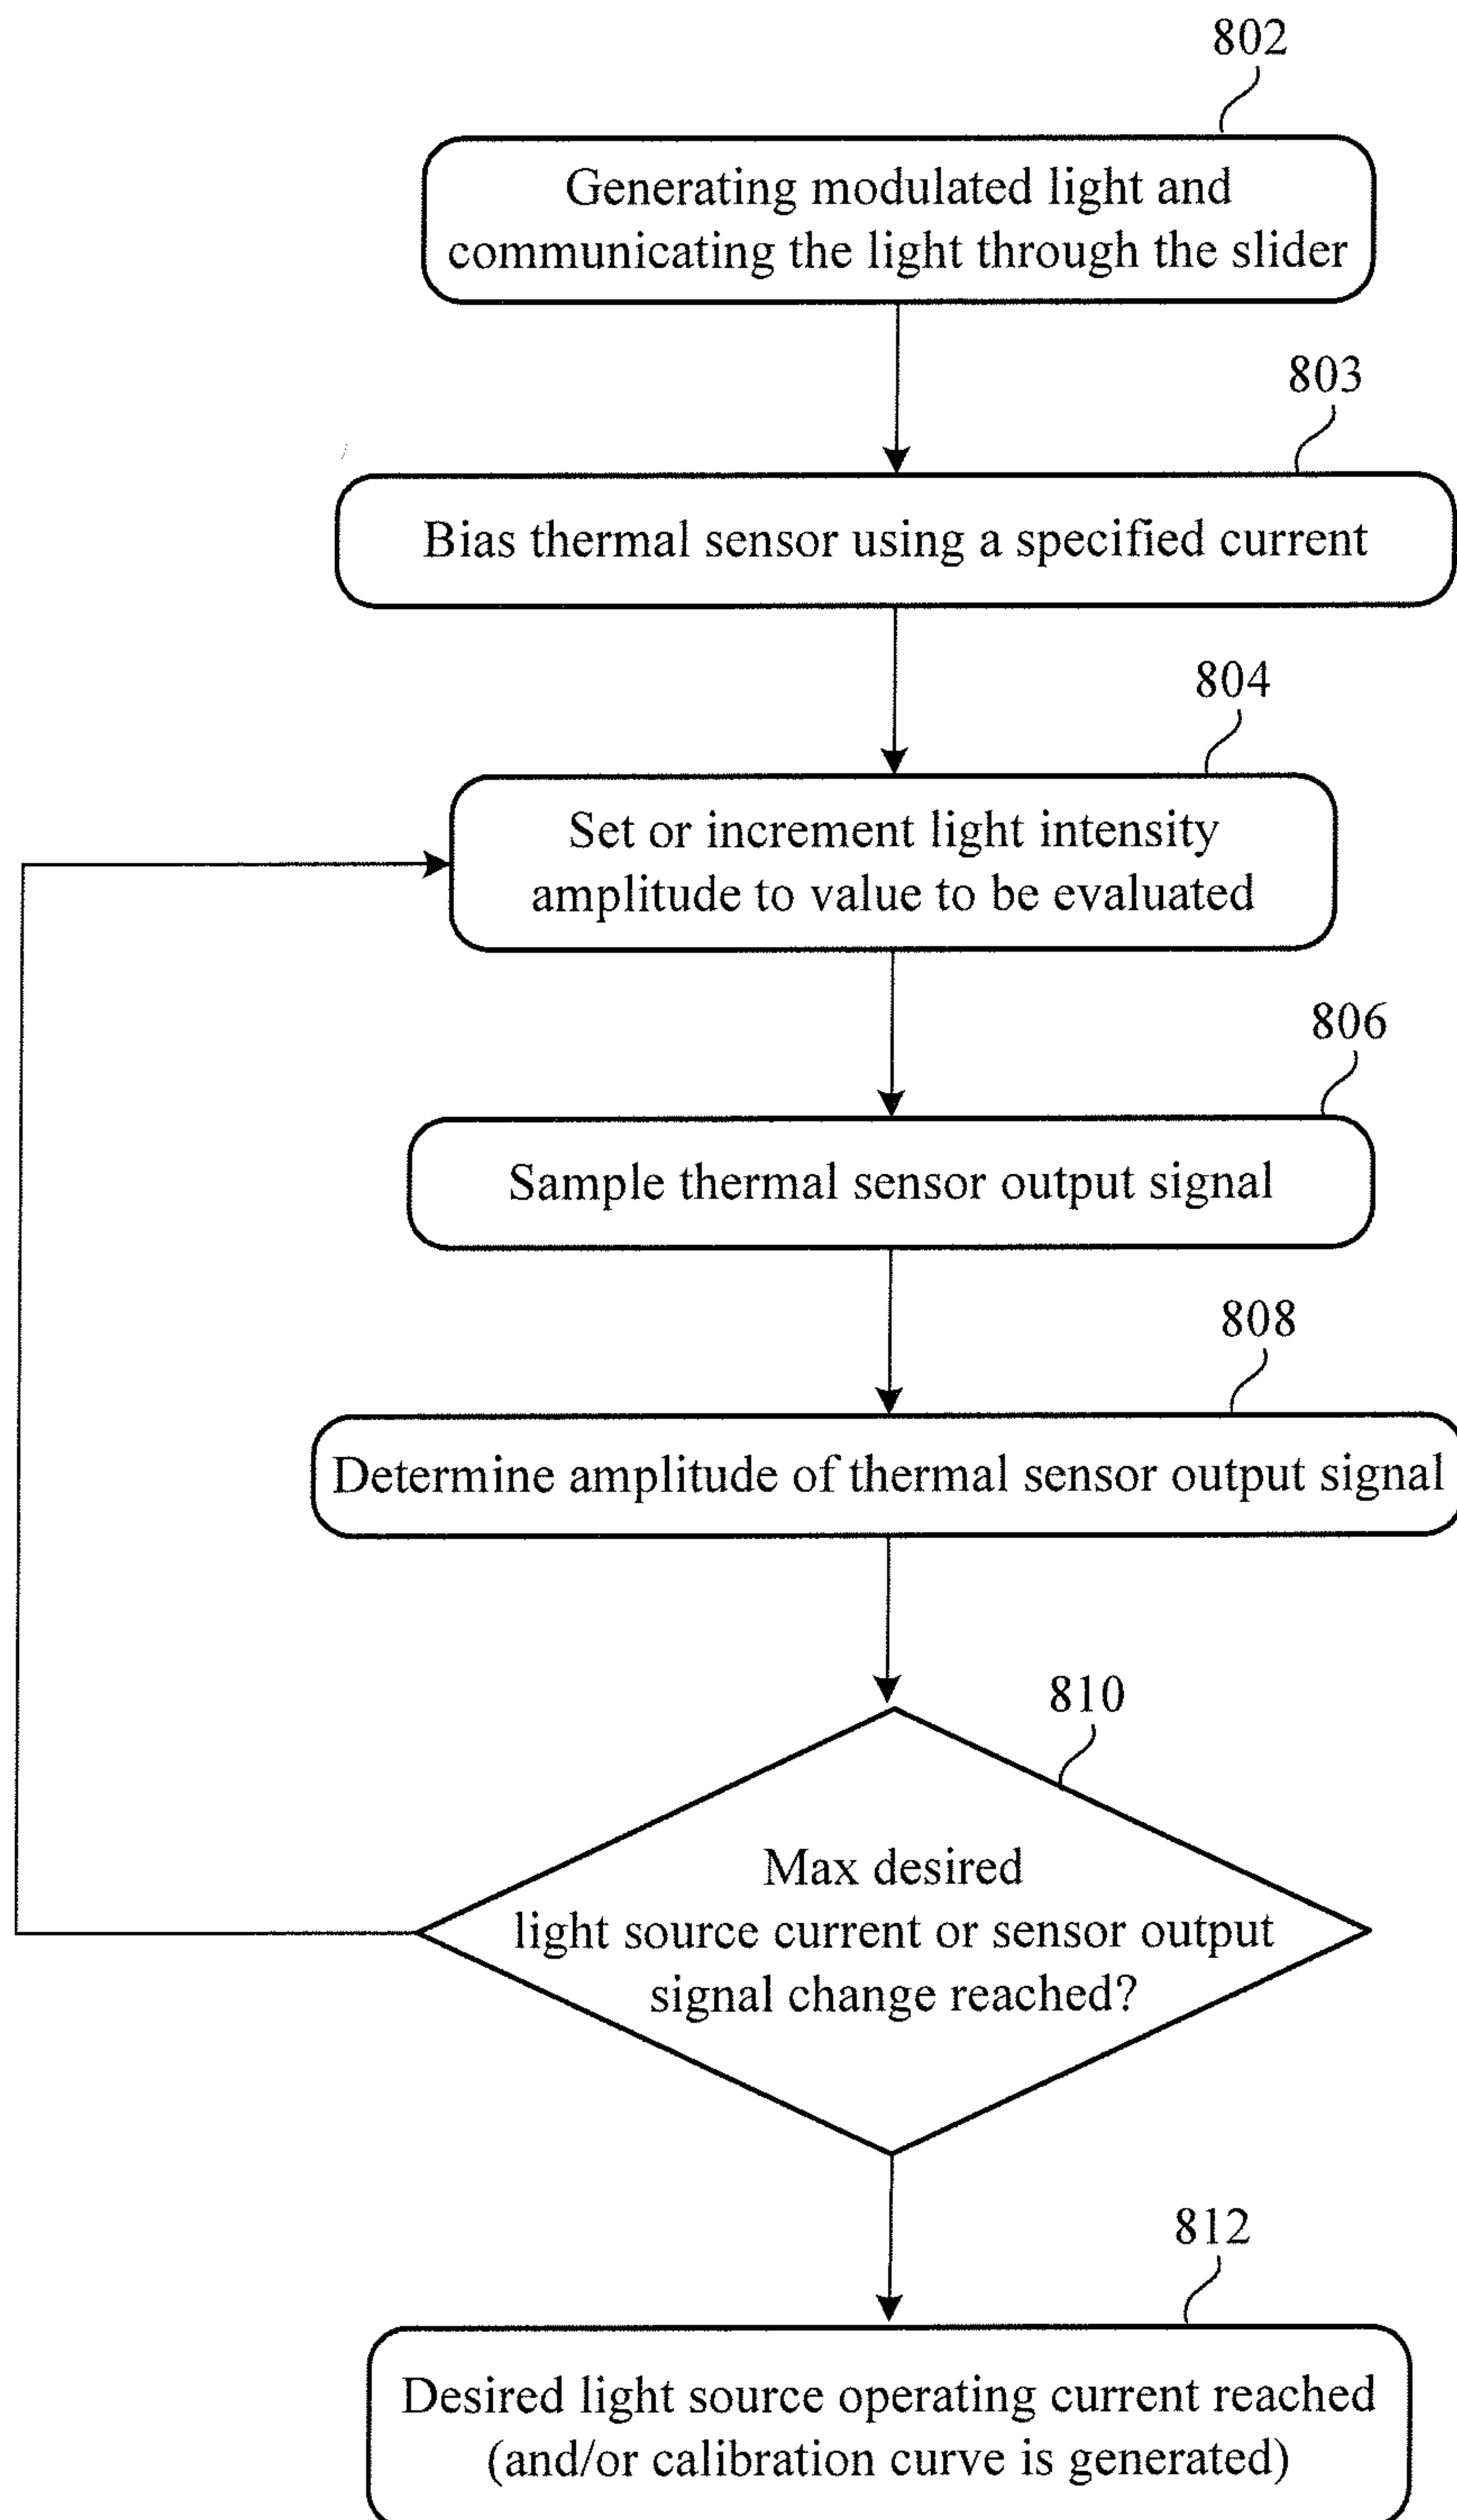 802
Generating modulated light and
communicating the light through the slider
803
Bias thermal sensor using a specified current
804
Set or increment light intensity
amplitude to value to be evaluated
806
Sample thermal sensor output signal
808
Determine amplitude of thermal sensor output signal
810
Max desired
light source current or sensor output
signal change reached?
812
Desired light source operating current reached
(and/or calibration curve is generated)